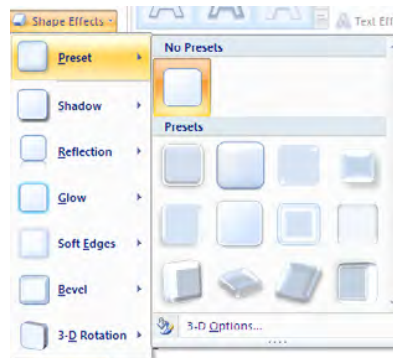 Shape Effects
Text Eff
Preset
Shadow
Reflection
Glow
Soft Edges
Bevel
3-D Rotation
No Presets
Presets
3-D Options...